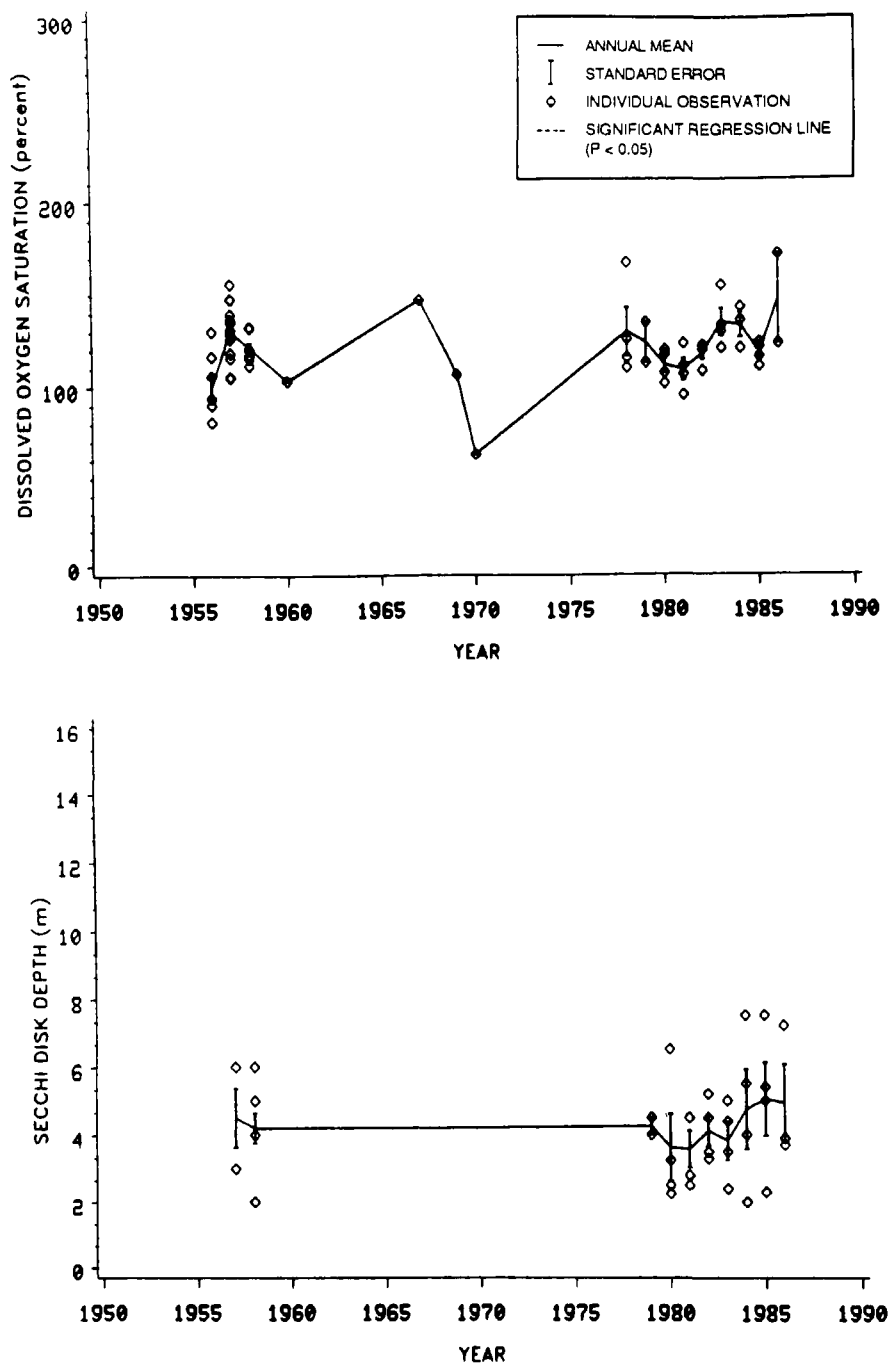 300
200
100
0
DISSOLVED OXYGEN SATURATION (percent)
ANNUAL MEAN
STANDARD ERROR
INDIVIDUAL OBSERVATION
SIGNIFICANT REGRESSION LINE
(P < 0.05)
1950 1955 1960 1965 1970 1975 1980 1985 1990
YEAR
16
14
12
10
8
6
4
2
0
SECCHI DISK DEPTH (m)
1950 1955 1960 1965 1970 1975 1980 1985 1990
YEAR